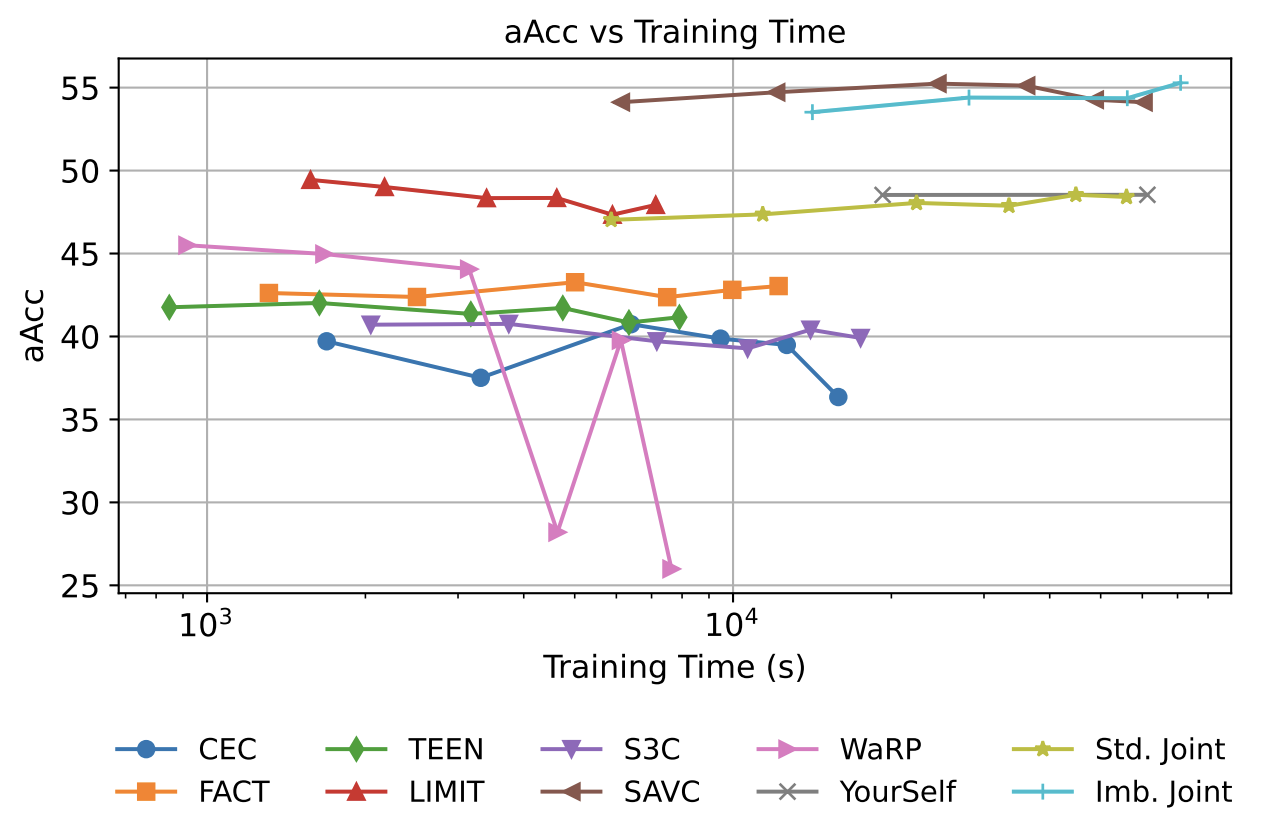 aAcc vs Training Time
55
50
45
40
35
30
25
aAcc
10³
10⁴
Training Time (s)
CEC
TEEN
S3C
WaRP
Std. Joint
FACT
LIMIT
SAVC
YourSelf
Imb. Joint